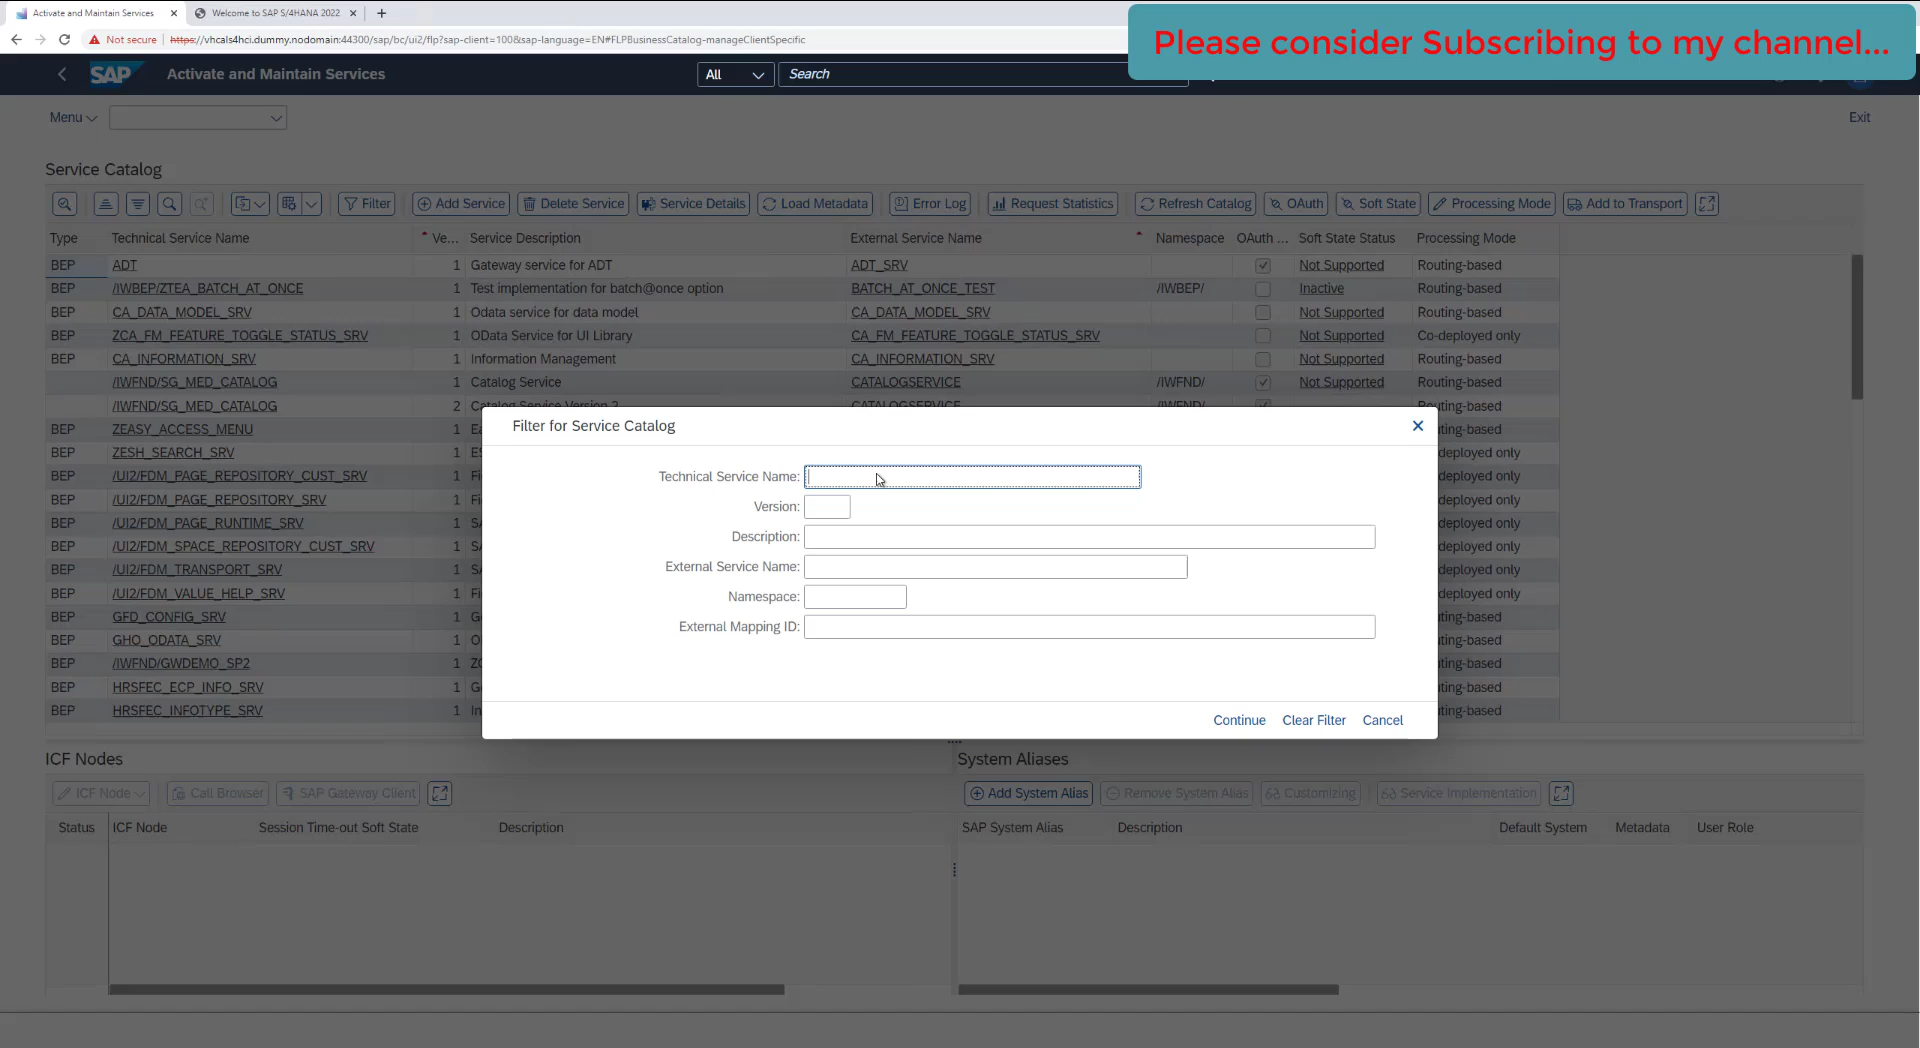 Activate and Maintain Services
Welcome to SAP S/4HANA 2022
Not secure https://vhcals4hci.dummy.nodomain:44300/sap/bc/ui2/flp?sap-client=100&sap-language=EN#FLPBusinessCatalog-manageClientSpecific
Please consider Subscribing to my channel...
SAP Activate and Maintain Services All Search
Menu Exit
Service Catalog
Filter Add Service Delete Service Service Details Load Metadata Error Log Request Statistics Refresh Catalog OAuth Soft State Processing Mode Add to Transport
Type Technical Service Name Ve... Service Description External Service Name Namespace OAuth ... Soft State Status Processing Mode
BEP ADT 1 Gateway service for ADT ADT_SRV Not Supported Routing-based
BEP /IWBEP/ZTEA_BATCH_AT_ONCE 1 Test implementation for batch@once option BATCH_AT_ONCE_TEST /IWBEP/ Inactive Routing-based
BEP CA_DATA_MODEL_SRV 1 Odata service for data model CA_DATA_MODEL_SRV Not Supported Routing-based
BEP ZCA_FM_FEATURE_TOGGLE_STATUS_SRV 1 OData Service for UI Library CA_FM_FEATURE_TOGGLE_STATUS_SRV Not Supported Co-deployed only
BEP CA_INFORMATION_SRV 1 Information Management CA_INFORMATION_SRV Not Supported Routing-based
/IWFND/SG_MED_CATALOG 1 Catalog Service CATALOGSERVICE /IWFND/ Not Supported Routing-based
/IWFND/SG_MED_CATALOG 2 Catalog Service Version 2 CATALOGSERVICE /IWFND/ Routing-based
BEP ZEASY_ACCESS_MENU 1 Ea uting-based
BEP ZESH_SEARCH_SRV 1 ES deployed only
BEP /UI2/FDM_PAGE_REPOSITORY_CUST_SRV 1 Fi deployed only
BEP /UI2/FDM_PAGE_REPOSITORY_SRV 1 Fi deployed only
BEP /UI2/FDM_PAGE_RUNTIME_SRV 1 SA deployed only
BEP /UI2/FDM_SPACE_REPOSITORY_CUST_SRV 1 SA deployed only
BEP /UI2/FDM_TRANSPORT_SRV 1 Fi deployed only
BEP /UI2/FDM_VALUE_HELP_SRV 1 Fi deployed only
BEP GFD_CONFIG_SRV 1 G uting-based
BEP GHO_ODATA_SRV 1 O uting-based
BEP /IWFND/GWDEMO_SP2 1 ZC uting-based
BEP HRSFEC_ECP_INFO_SRV 1 G uting-based
BEP HRSFEC_INFOTYPE_SRV 1 In uting-based
Filter for Service Catalog
Technical Service Name:
Version:
Description:
External Service Name:
Namespace:
External Mapping ID:
Continue Clear Filter Cancel
ICF Nodes
ICF Node Call Browser SAP Gateway Client
Status ICF Node Session Time-out Soft State Description
System Aliases
Add System Alias Remove System Alias Customizing Service Implementation
SAP System Alias Description Default System Metadata User Role